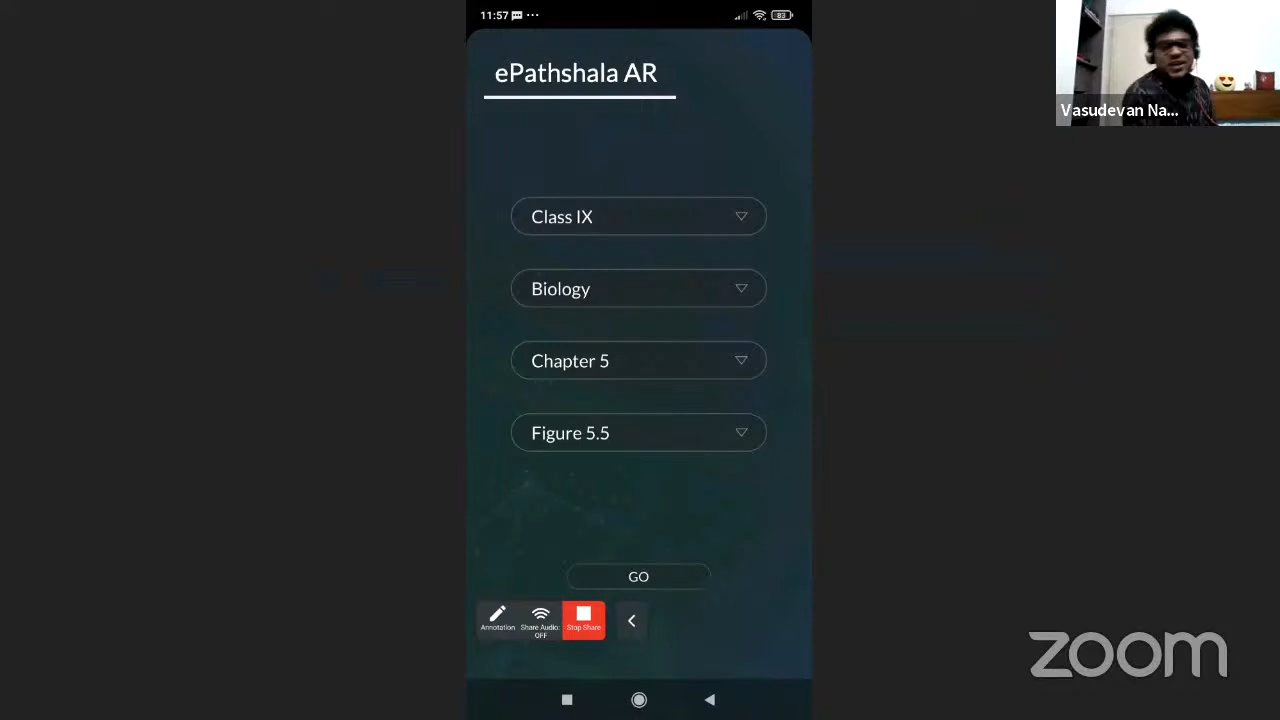 11:57
83
ePathshala AR
Class IX
Biology
Chapter 5
Figure 5.5
GO
Annotation
Share Audio: OFF
Stop Share
Vasudevan Na...
zoom